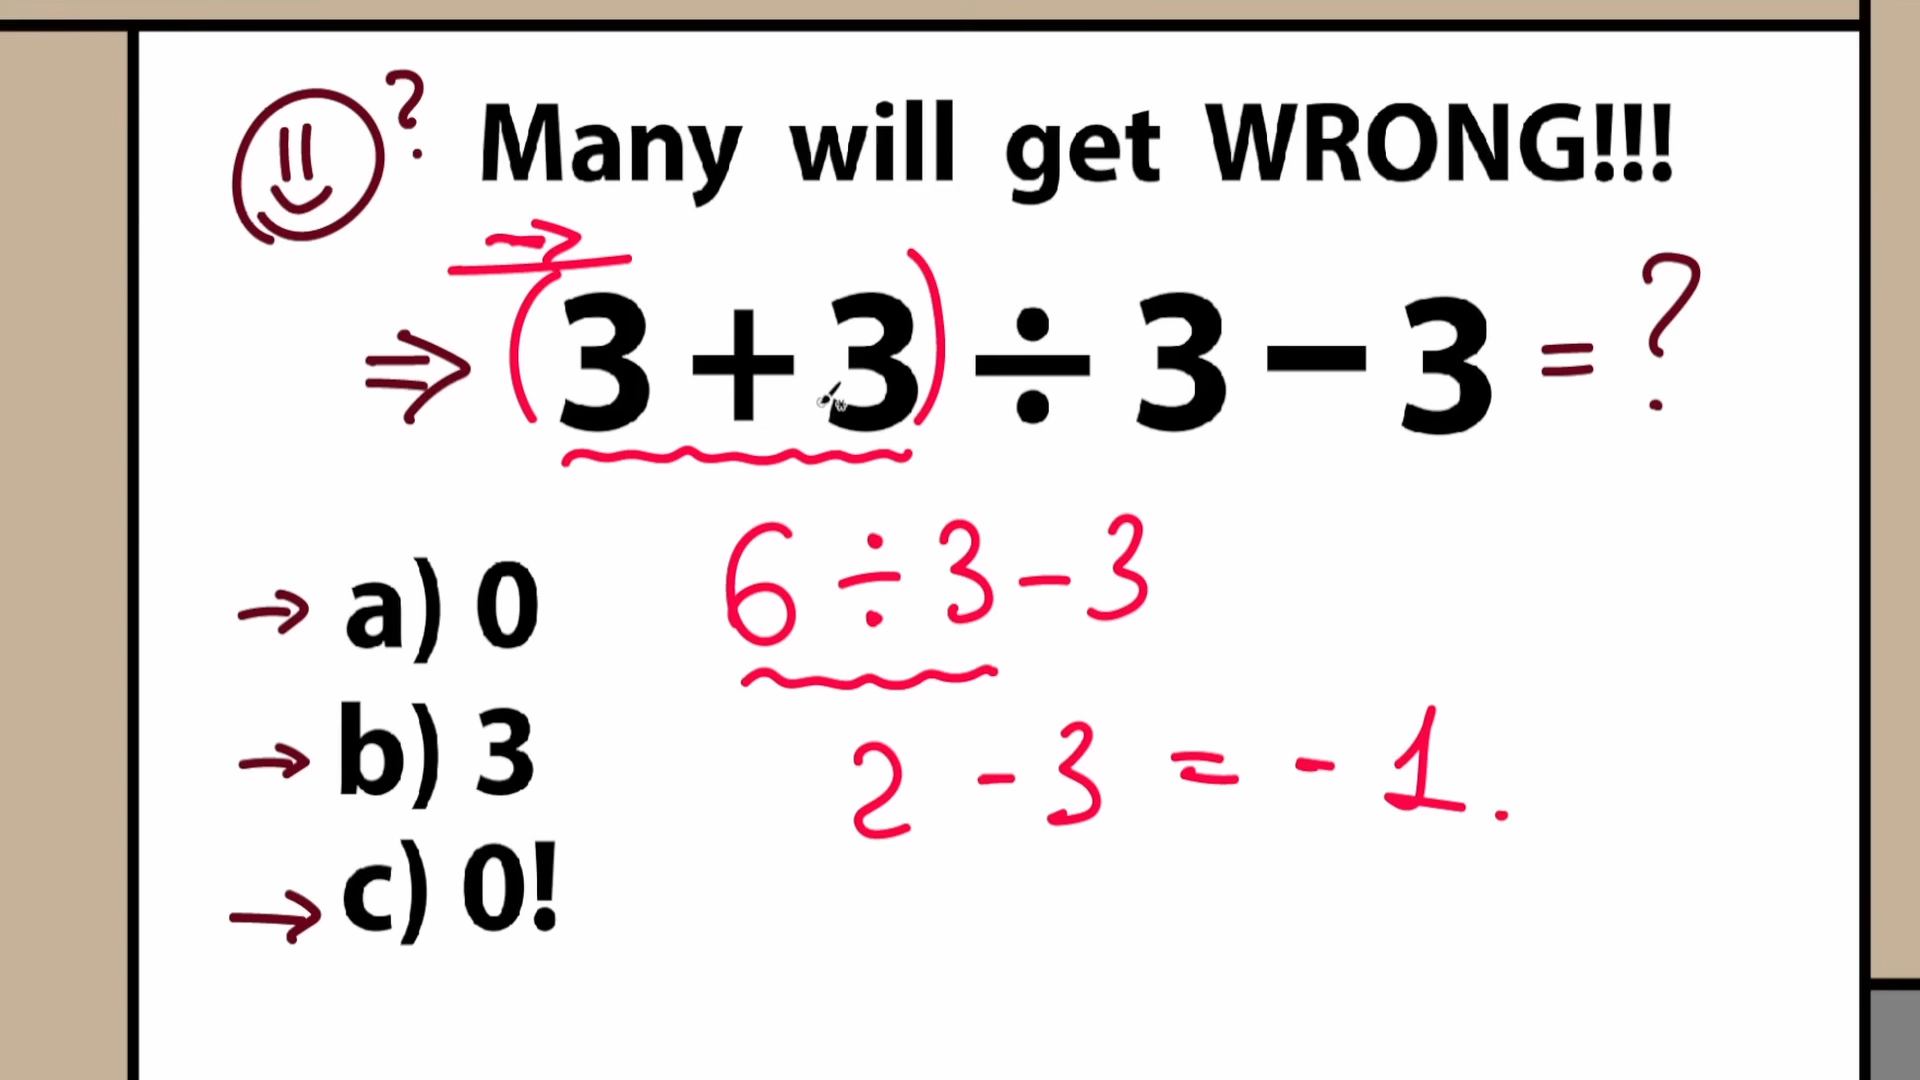 ? Many will get WRONG!!!
⇒ (3+3)÷3−3 = ?
→ a) 0
6÷3-3
→ b) 3
2 - 3 = - 1.
→ c) 0!